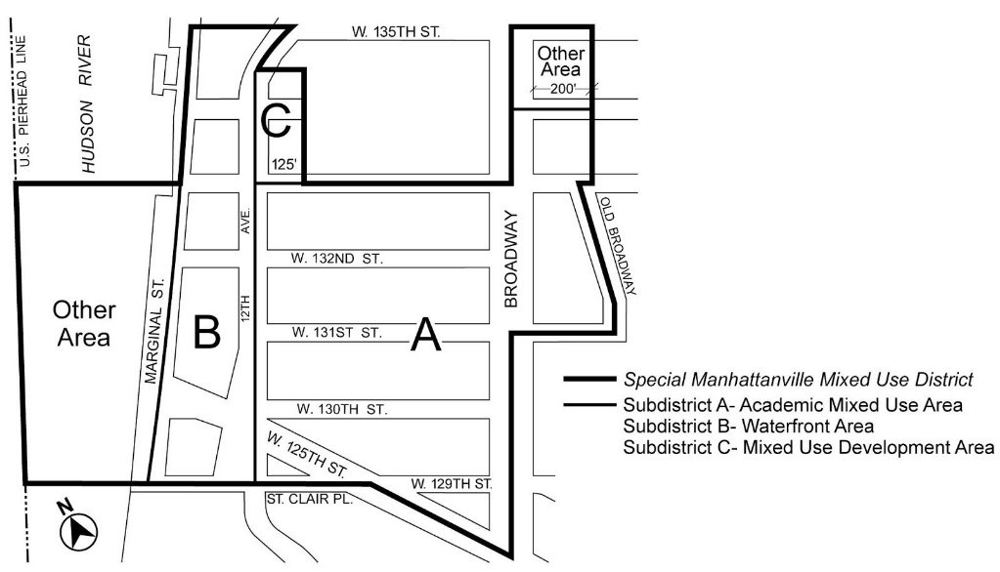 W. 135TH ST.
U.S. PIERHEAD LINE
HUDSON RIVER
Other
Area
200'
C
125'
AVE.
12TH
W. 132ND ST.
BROADWAY
OLD BROADWAY
Other
Area
MARGINAL ST.
B
W. 131ST ST.
A
W. 130TH ST.
W. 125TH ST.
W. 129TH ST.
ST. CLAIR PL.
N
Special Manhattanville Mixed Use District
Subdistrict A- Academic Mixed Use Area
Subdistrict B- Waterfront Area
Subdistrict C- Mixed Use Development Area